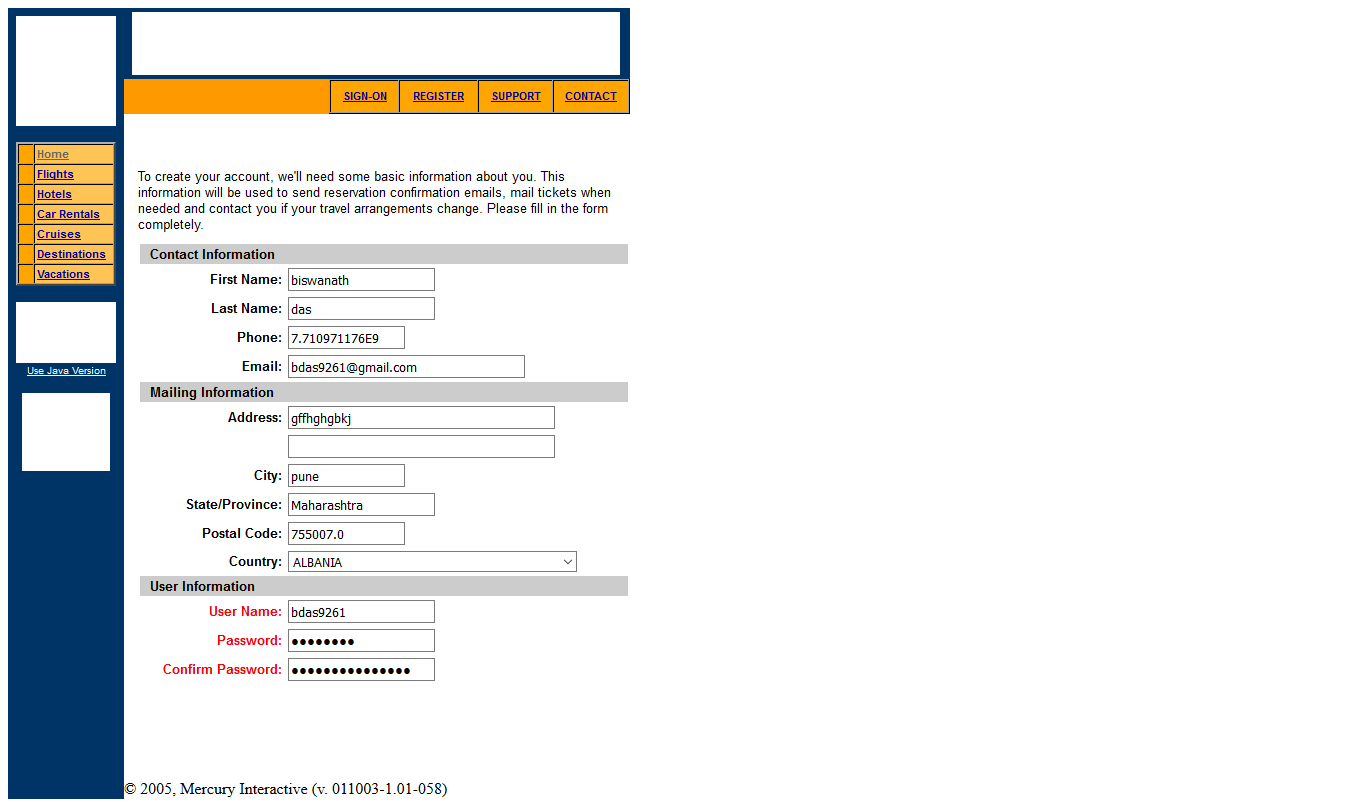 SIGN-ON REGISTER SUPPORT CONTACT
Home
Flights
Hotels
Car Rentals
Cruises
Destinations
Vacations
Use Java Version
To create your account, we'll need some basic information about you. This
information will be used to send reservation confirmation emails, mail tickets when
needed and contact you if your travel arrangements change. Please fill in the form
completely.
Contact Information
First Name: biswanath
Last Name: das
Phone: 7.710971176E9
Email: bdas9261@gmail.com
Mailing Information
Address: gffhghgbkj
City: pune
State/Province: Maharashtra
Postal Code: 755007.0
Country: ALBANIA
User Information
User Name: bdas9261
Password: ●●●●●●●●
Confirm Password: ●●●●●●●●●●●●●●●
© 2005, Mercury Interactive (v. 011003-1.01-058)